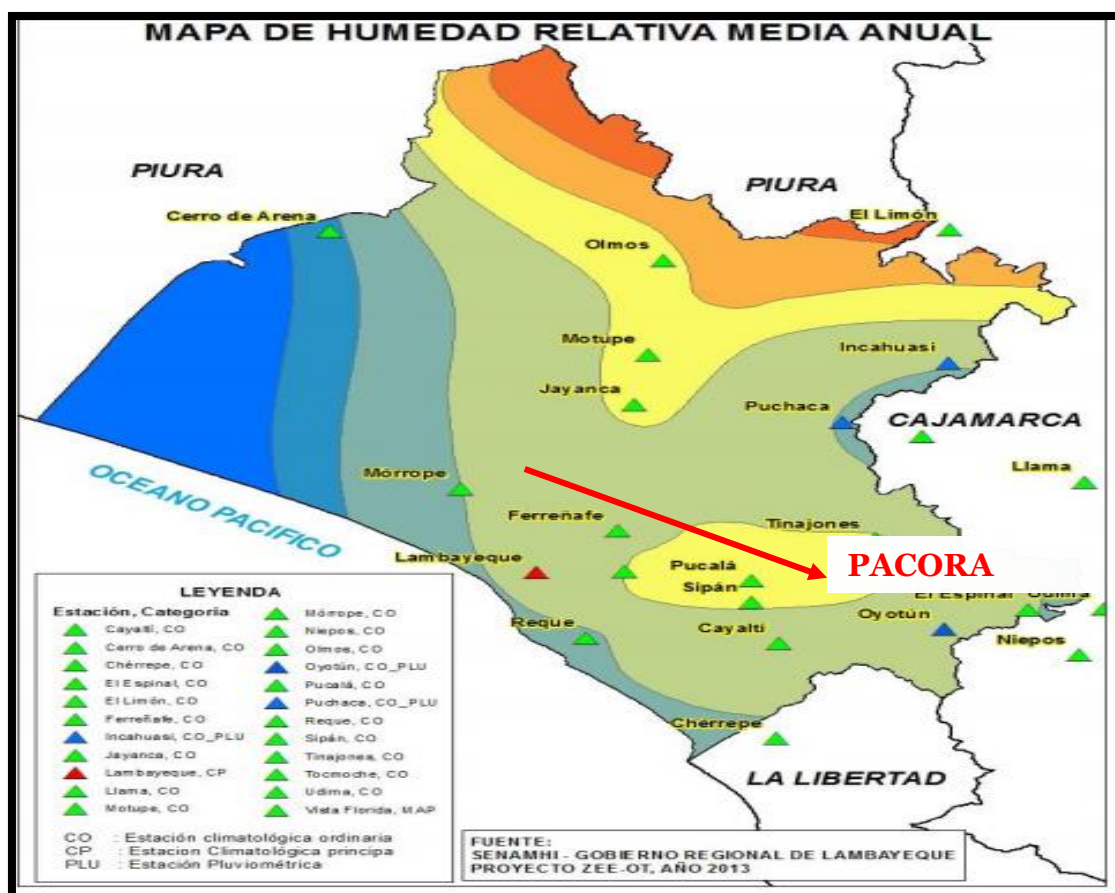 MAPA DE HUMEDAD RELATIVA MEDIA ANUAL
PIURA
PIURA
Cerro de Arena
El Limón
Olmos
Motupe
Incahuasi
Jayanca
Puchaca
CAJAMARCA
Llama
Mórrope
OCEANO PACIFICO
Ferreñafe
Tinajones
Lambayeque
Pucalá
PACORA
Sipán
El Espinal
Oyotún
Reque
Cayaltí
Niepos
Chérrepe
LA LIBERTAD
LEYENDA
Estación, Categoría
Cayaltí, CO
Cerro de Arena, CO
Chérrepe, CO
El Espinal, CO
El Limón, CO
Ferreñafe, CO
Incahuasi, CO_PLU
Jayanca, CO
Lambayeque, CP
Llama, CO
Motupe, CO
Mórrope, CO
Niepos, CO
Olmos, CO
Oyotún, CO_PLU
Pucalá, CO
Puchaca, CO_PLU
Reque, CO
Sipán, CO
Tinajones, CO
Tocmoche, CO
Udima, CO
Vista Florida, MAP
CO : Estación climatológica ordinaria
CP : Estacion Climatológica principa
PLU : Estación Pluviométrica
FUENTE:
SENAMHI - GOBIERNO REGIONAL DE LAMBAYEQUE
PROYECTO ZEE-OT, AÑO 2013